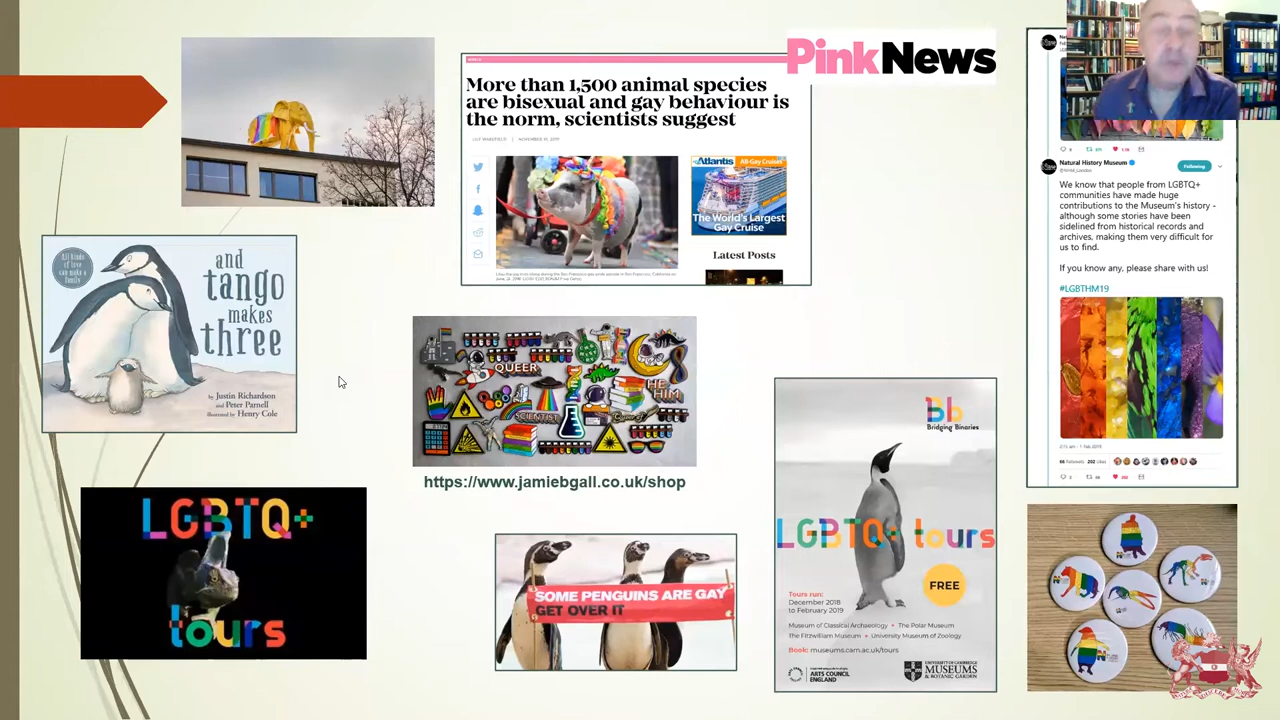 PinkNews
More than 1,500 animal species
are bisexual and gay behaviour is
the norm, scientists suggest
Atlantis
All-Gay Cruises
The World's Largest
Gay Cruise
Latest Posts
All kinds
of love
can make a
family
and
tango
makes
three
by Justin Richardson
and Peter Parnell
illustrated by Henry Cole
QUEER
HE
HIM
SCIENTIST
https://www.jamiebgall.co.uk/shop
LGBTQ+
tours
SOME PENGUINS ARE GAY
GET OVER IT
Bb
Bridging Binaries
LGBTQ+ tours
FREE
Tours run:
December 2018
to February 2019
Museum of Classical Archaeology • The Polar Museum
The Fitzwilliam Museum • University Museum of Zoology
Book: museums.cam.ac.uk/tours
ARTS COUNCIL
ENGLAND
UNIVERSITY OF CAMBRIDGE
MUSEUMS
& BOTANIC GARDEN
Natural History Museum
Following
We know that people from LGBTQ+
communities have made huge
contributions to the Museum's history -
although some stories have been
sidelined from historical records and
archives, making them very difficult for
us to find.
If you know any, please share with us!
#LGBTHM19